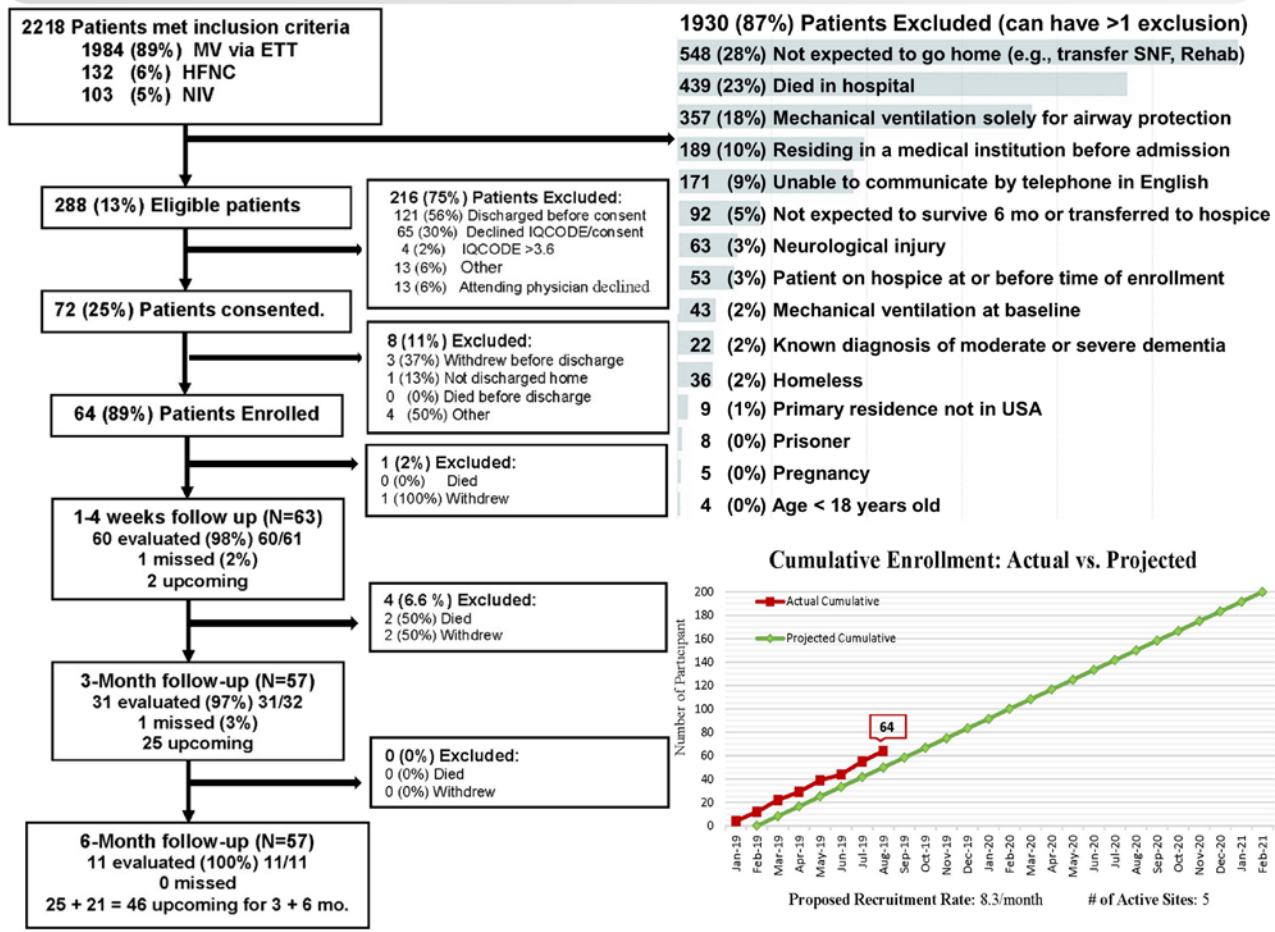 2218 Patients met inclusion criteria
1984 (89%) MV via ETT
132 (6%) HFNC
103 (5%) NIV
288 (13%) Eligible patients
216 (75%) Patients Excluded:
121 (56%) Discharged before consent
65 (30%) Declined IQCODE/consent
4 (2%) IQCODE >3.6
13 (6%) Other
13 (6%) Attending physician declined
72 (25%) Patients consented.
8 (11%) Excluded:
3 (37%) Withdrew before discharge
1 (13%) Not discharged home
0 (0%) Died before discharge
4 (50%) Other
64 (89%) Patients Enrolled
1 (2%) Excluded:
0 (0%) Died
1 (100%) Withdrew
1-4 weeks follow up (N=63)
60 evaluated (98%) 60/61
1 missed (2%)
2 upcoming
4 (6.6 %) Excluded:
2 (50%) Died
2 (50%) Withdrew
3-Month follow-up (N=57)
31 evaluated (97%) 31/32
1 missed (3%)
25 upcoming
0 (0%) Excluded:
0 (0%) Died
0 (0%) Withdrew
6-Month follow-up (N=57)
11 evaluated (100%) 11/11
0 missed
25 + 21 = 46 upcoming for 3 + 6 mo.
1930 (87%) Patients Excluded (can have >1 exclusion)
548 (28%) Not expected to go home (e.g., transfer SNF, Rehab)
439 (23%) Died in hospital
357 (18%) Mechanical ventilation solely for airway protection
189 (10%) Residing in a medical institution before admission
171 (9%) Unable to communicate by telephone in English
92 (5%) Not expected to survive 6 mo or transferred to hospice
63 (3%) Neurological injury
53 (3%) Patient on hospice at or before time of enrollment
43 (2%) Mechanical ventilation at baseline
22 (2%) Known diagnosis of moderate or severe dementia
36 (2%) Homeless
9 (1%) Primary residence not in USA
8 (0%) Prisoner
5 (0%) Pregnancy
4 (0%) Age < 18 years old
Cumulative Enrollment: Actual vs. Projected
Number of Participant
200
180
160
140
120
100
80
60
40
20
0
Actual Cumulative
Projected Cumulative
64
Jan-19
Feb-19
Mar-19
Apr-19
May-19
Jun-19
Jul-19
Aug-19
Sep-19
Oct-19
Nov-19
Dec-19
Jan-20
Feb-20
Mar-20
Apr-20
May-20
Jun-20
Jul-20
Aug-20
Sep-20
Oct-20
Nov-20
Dec-20
Jan-21
Feb-21
Proposed Recruitment Rate: 8.3/month # of Active Sites: 5